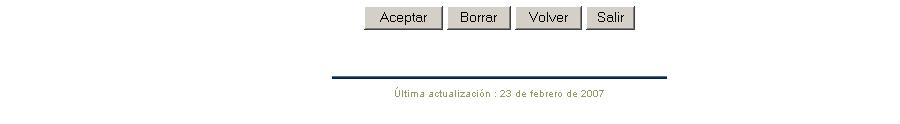 Aceptar Borrar Volver Salir
Última actualización : 23 de febrero de 2007